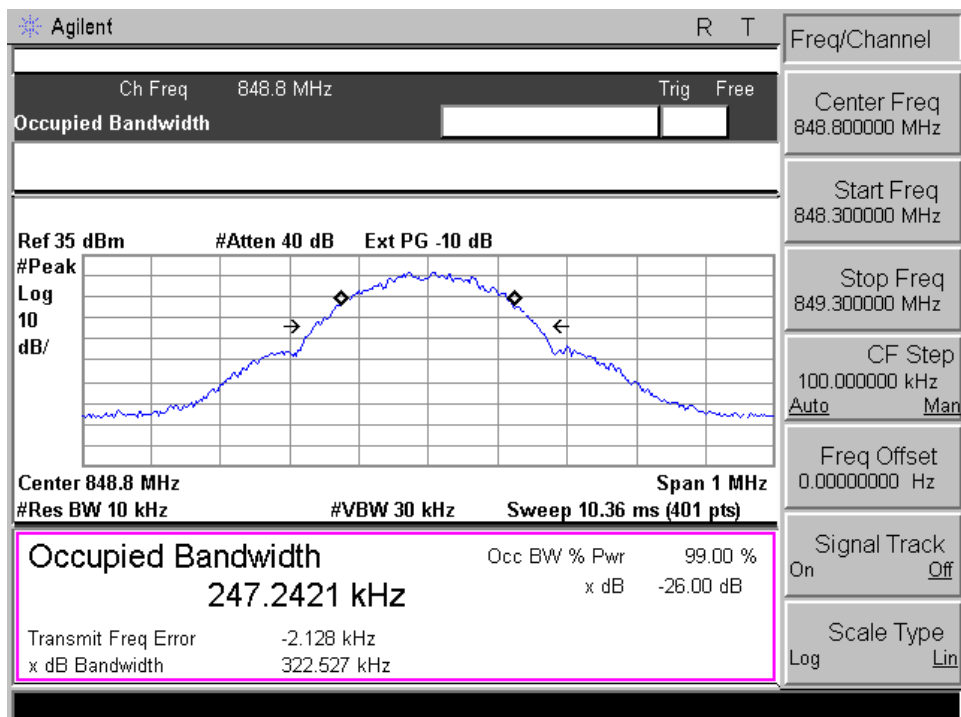 Agilent R T
Ch Freq 848.8 MHz Trig Free
Occupied Bandwidth
Ref 35 dBm #Atten 40 dB Ext PG -10 dB
#Peak
Log
10
dB/
Center 848.8 MHz Span 1 MHz
#Res BW 10 kHz #VBW 30 kHz Sweep 10.36 ms (401 pts)
Occupied Bandwidth Occ BW % Pwr 99.00 %
247.2421 kHz x dB -26.00 dB
Transmit Freq Error -2.128 kHz
x dB Bandwidth 322.527 kHz
Freq/Channel
Center Freq
848.800000 MHz
Start Freq
848.300000 MHz
Stop Freq
849.300000 MHz
CF Step
100.000000 kHz
Auto Man
Freq Offset
0.00000000 Hz
Signal Track
On Off
Scale Type
Log Lin